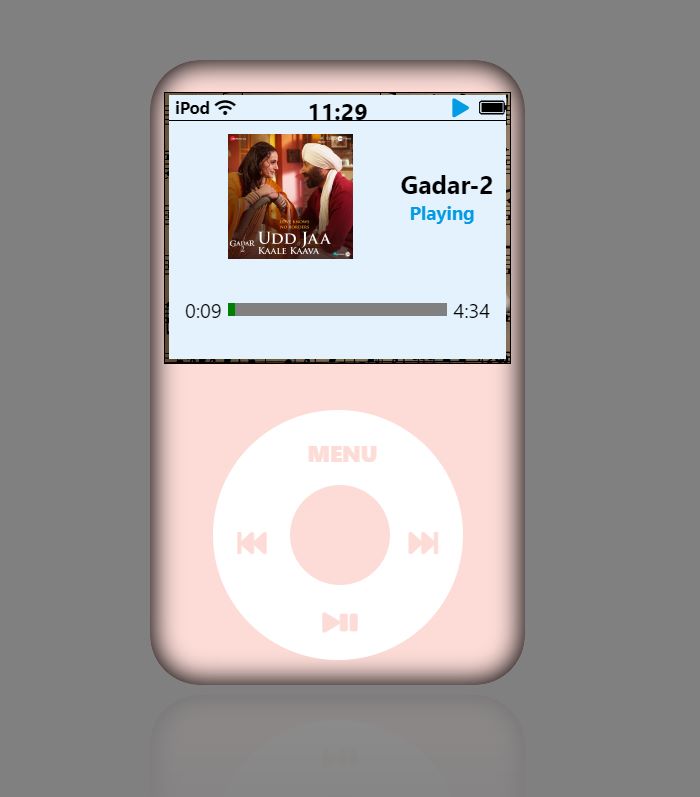 iPod
11:29
LOVE KNOWS
NO BORDERS
GADAR
2
UDD JAA
KAALE KAAVA
Gadar-2
Playing
0:09
4:34
MENU